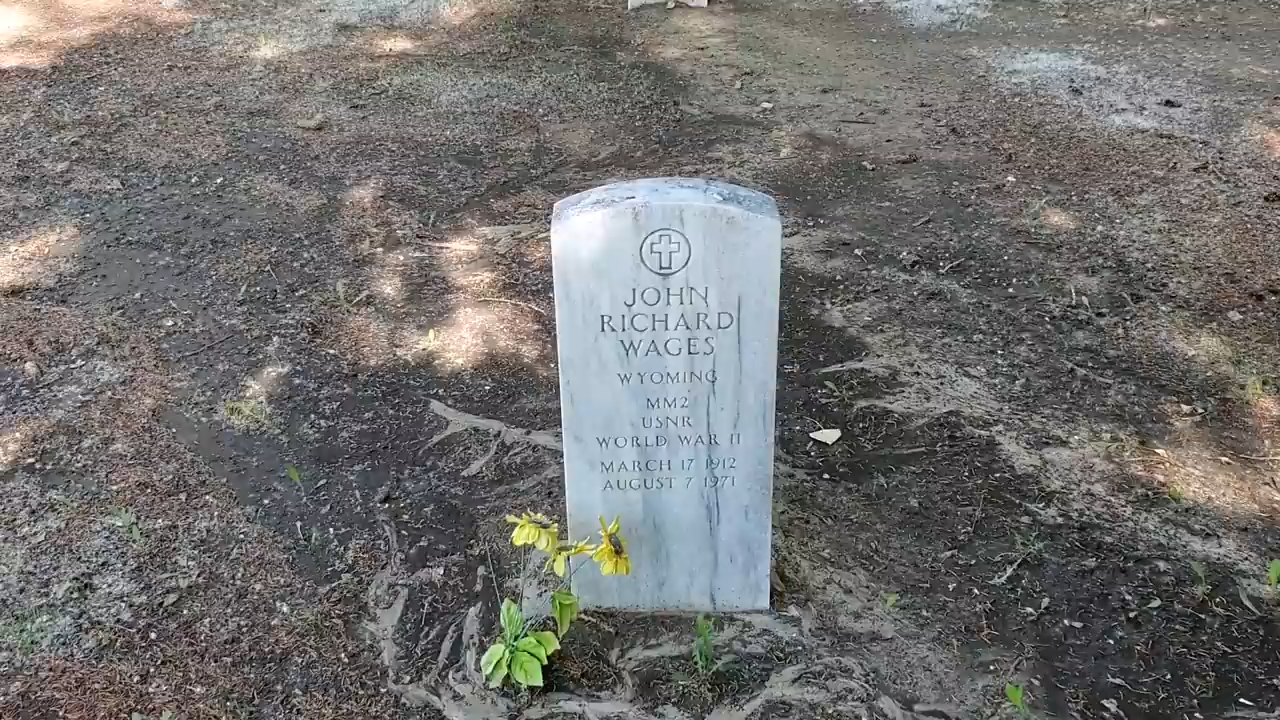 JOHN
RICHARD
WAGES
WYOMING
MM2
USNR
WORLD WAR II
MARCH 17 1912
AUGUST 7 1971